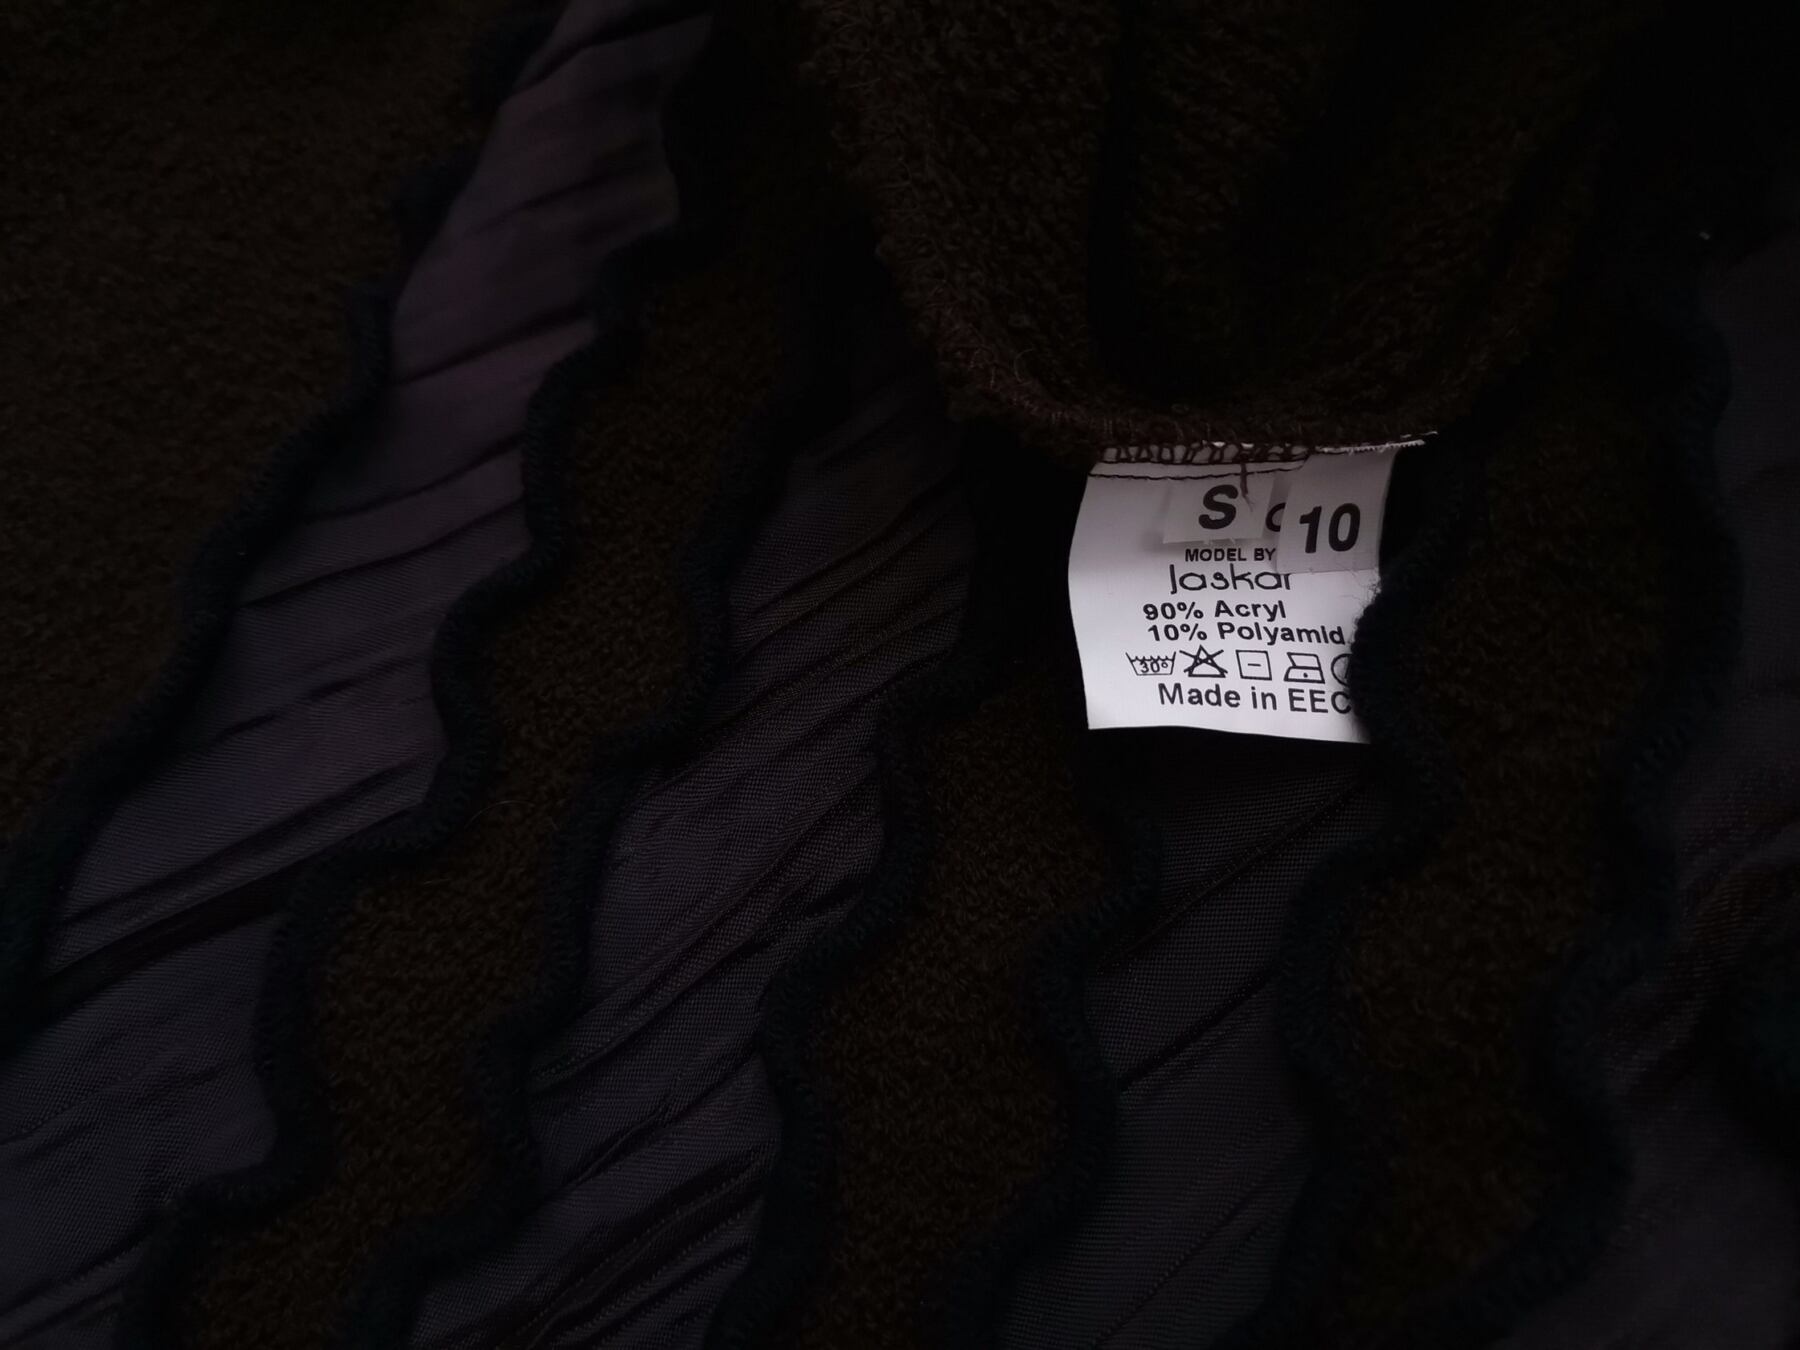 S 10
MODEL BY
Jaskar
90% Acryl
10% Polyamid
30°
Made in EEC